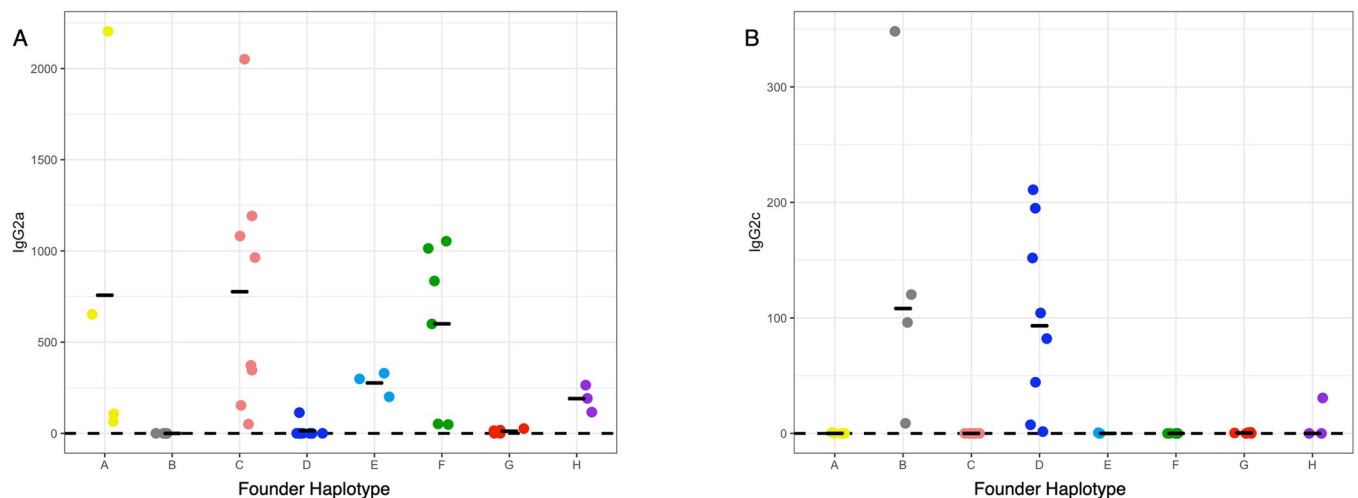 A
IgG2a
2000
1500
1000
500
0
A B C D E F G H
Founder Haplotype
B
IgG2c
300
200
100
0
A B C D E F G H
Founder Haplotype